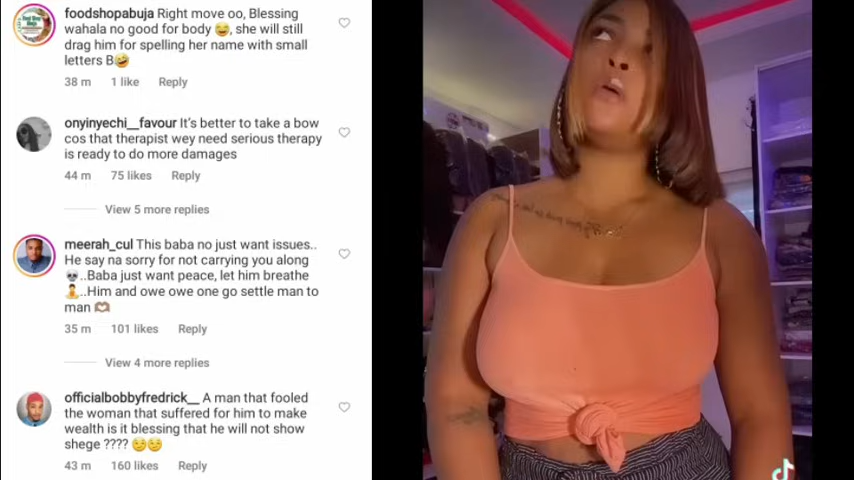 foodshopabuja Right move oo, Blessing
wahala no good for body 😅, she will still
drag him for spelling her name with small
letters B🤣
38 m 1 like Reply
onyinyechi__favour It's better to take a bow
cos that therapist wey need serious therapy
is ready to do more damages
44 m 75 likes Reply
View 5 more replies
meerah_cul This baba no just want issues..
He say na sorry for not carrying you along
💀..Baba just want peace, let him breathe
🧘..Him and owe owe one go settle man to
man 🫶🏽
35 m 101 likes Reply
View 4 more replies
officialbobbyfredrick__ A man that fooled
the woman that suffered for him to make
wealth is it blessing that he will not show
shege ???? 😏😏
43 m 160 likes Reply